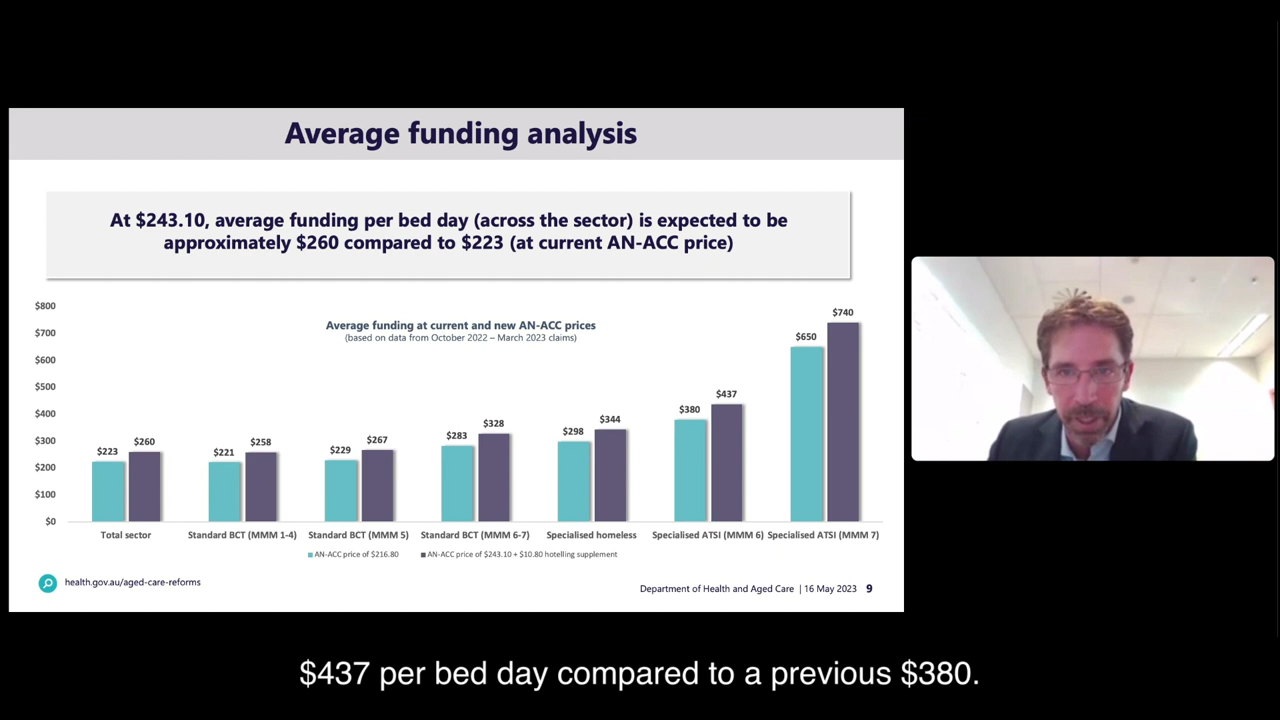 Average funding analysis
At $243.10, average funding per bed day (across the sector) is expected to be
approximately $260 compared to $223 (at current AN-ACC price)
Average funding at current and new AN-ACC prices
(based on data from October 2022 – March 2023 claims)
$800
$700
$600
$500
$400
$300
$200
$100
$0
$223 $260 $221 $258 $229 $267 $283 $328 $298 $344 $380 $437 $650 $740
Total sector Standard BCT (MMM 1-4) Standard BCT (MMM 5) Standard BCT (MMM 6-7) Specialised homeless Specialised ATSI (MMM 6) Specialised ATSI (MMM 7)
AN-ACC price of $216.80 AN-ACC price of $243.10 + $10.80 hotelling supplement
health.gov.au/aged-care-reforms
Department of Health and Aged Care | 16 May 2023 9
$437 per bed day compared to a previous $380.